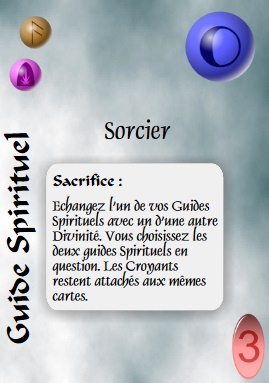 Sorcier
Guide Spirituel
Sacrifice :
Echangez l'un de vos Guides
Spirituels avec un d'une autre
Divinité. Vous choisissez les
deux guides Spirituels en
question. Les Croyants
restent attachés aux mêmes
cartes.
3